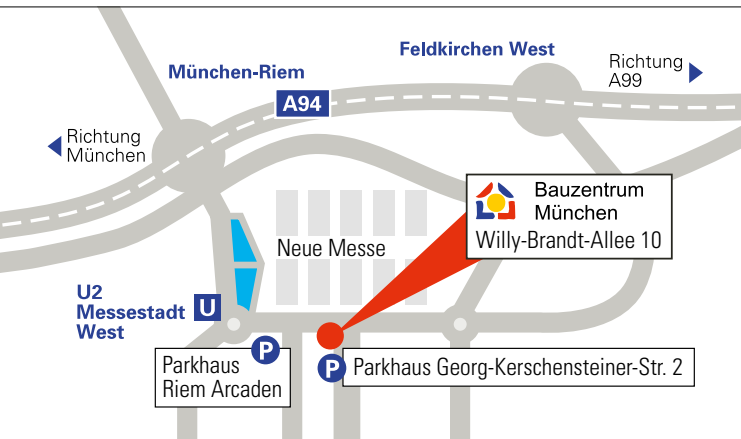 Feldkirchen West
Richtung
A99
München-Riem
A94
Richtung
München
Bauzentrum
München
Willy-Brandt-Allee 10
Neue Messe
U2
Messestadt
West
U
P
Parkhaus
Riem Arcaden
P
Parkhaus Georg-Kerschensteiner-Str. 2